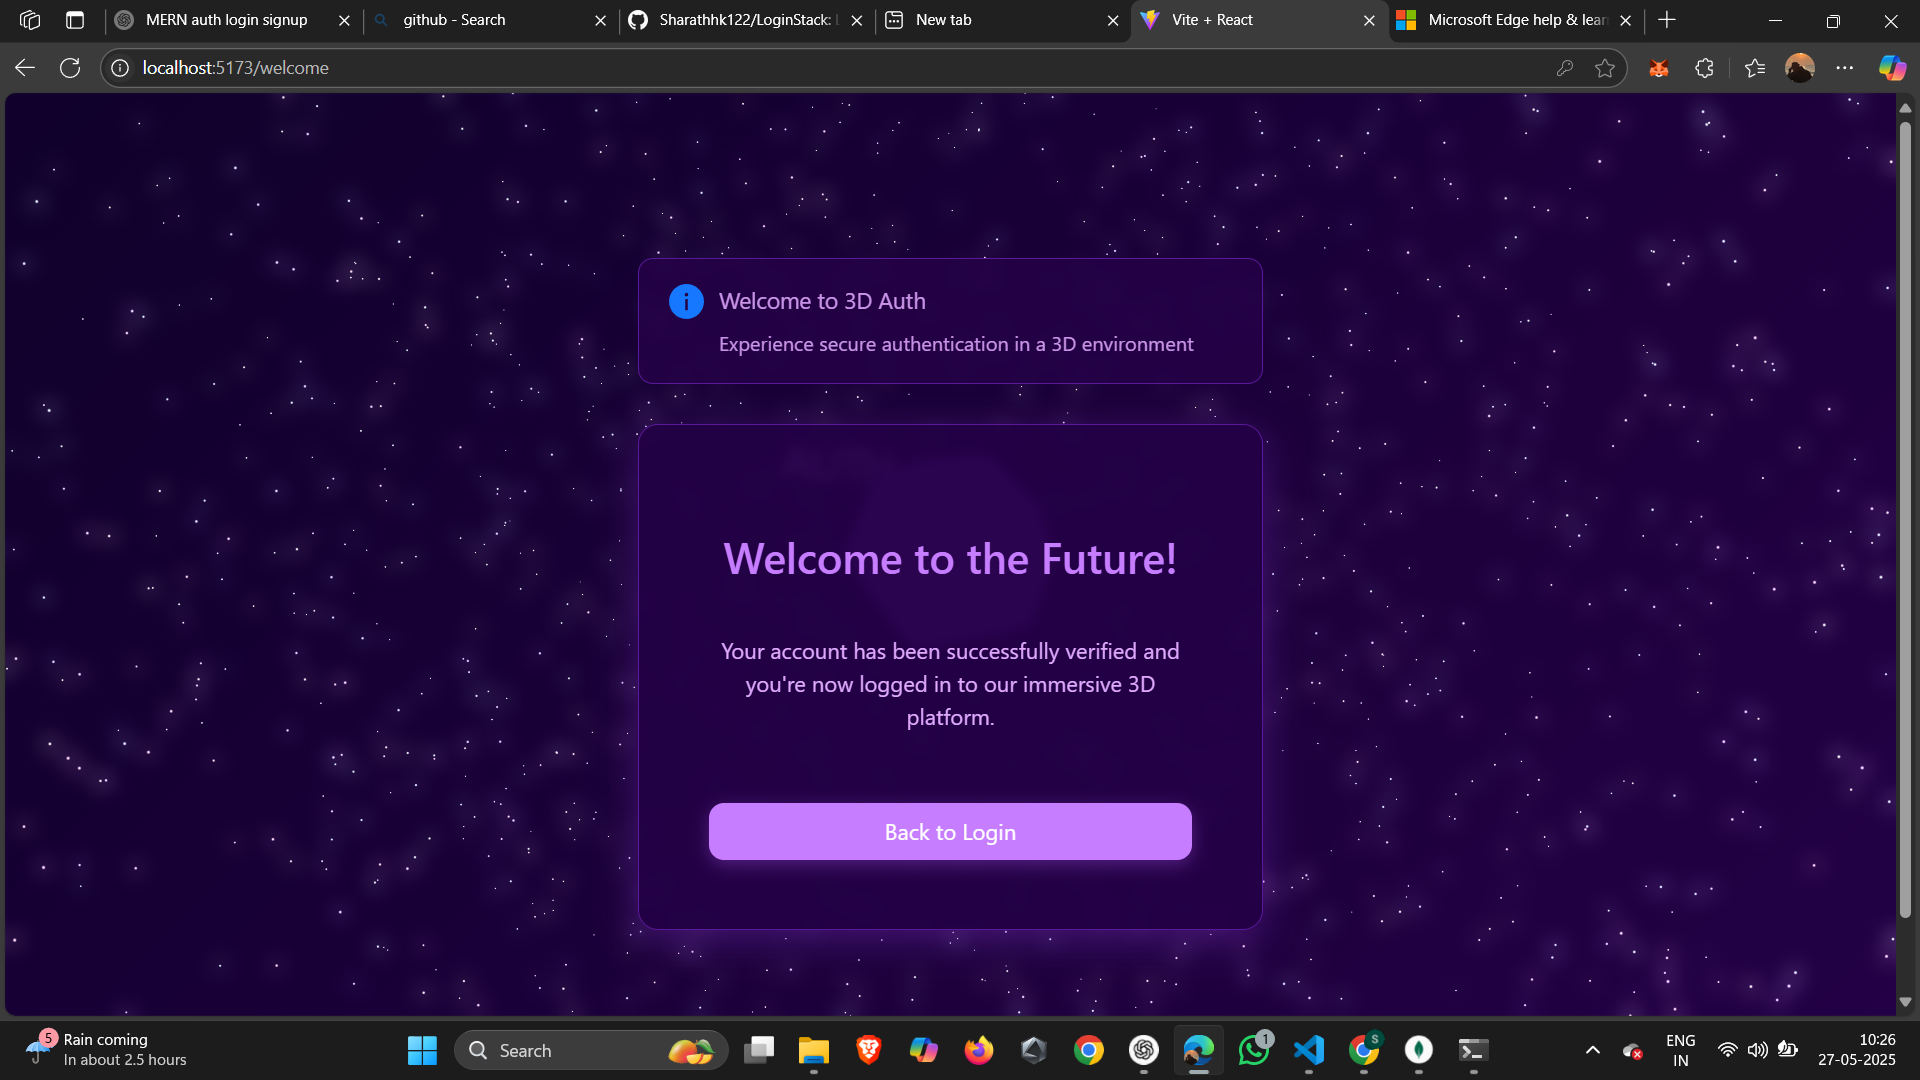 MERN auth login signup
github - Search
Sharathhk122/LoginStack:
New tab
Vite + React
Microsoft Edge help & lear
localhost:5173/welcome
Welcome to 3D Auth
Experience secure authentication in a 3D environment
Welcome to the Future!
Your account has been successfully verified and
you're now logged in to our immersive 3D
platform.
Back to Login
5
Rain coming
In about 2.5 hours
Search
1
S
ENG
IN
10:26
27-05-2025